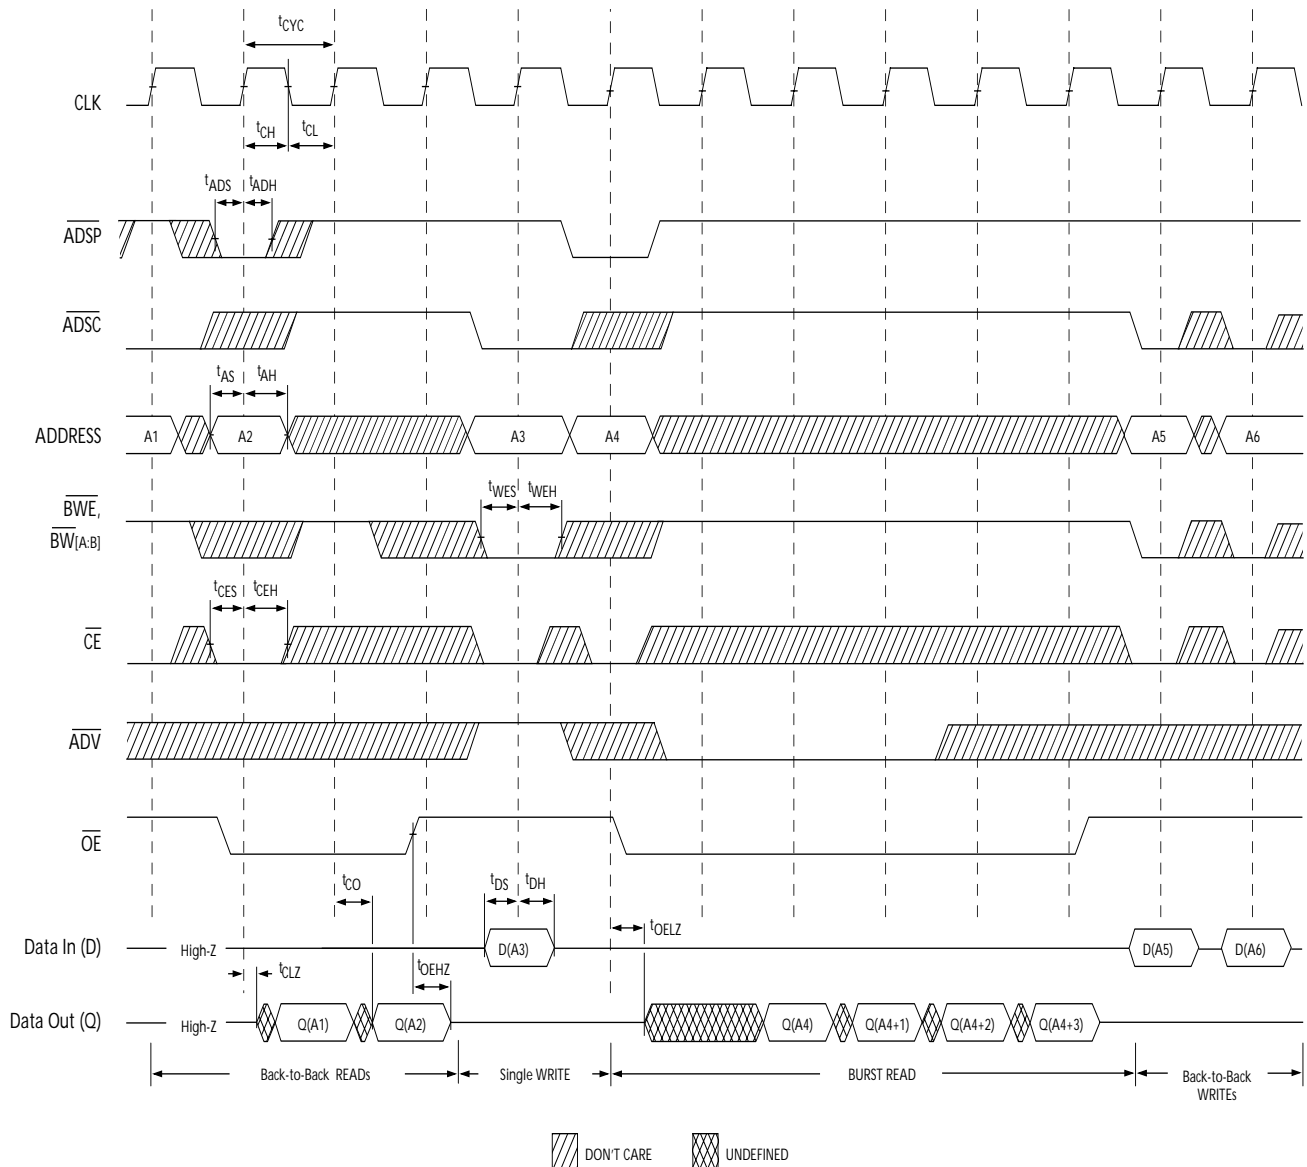 tCYC
CLK
tCH
tCL
tADS
tADH
ADSP
ADSC
tAS
tAH
ADDRESS
A1
A2
A3
A4
A5
A6
tWES
tWEH
BWE,
BW[A:B]
tCES
tCEH
CE
ADV
OE
tCO
tDS
tDH
tOELZ
Data In (D)
High-Z
D(A3)
D(A5)
D(A6)
tCLZ
tOEHZ
Data Out (Q)
High-Z
Q(A1)
Q(A2)
Q(A4)
Q(A4+1)
Q(A4+2)
Q(A4+3)
Back-to-Back READs
Single WRITE
BURST READ
Back-to-Back
WRITEs
DON'T CARE
UNDEFINED